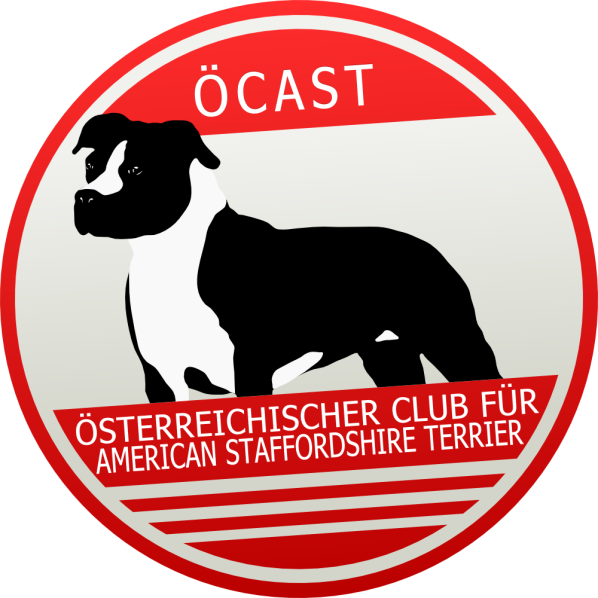 ÖCAST
ÖSTERREICHISCHER CLUB FÜR
AMERICAN STAFFORDSHIRE TERRIER